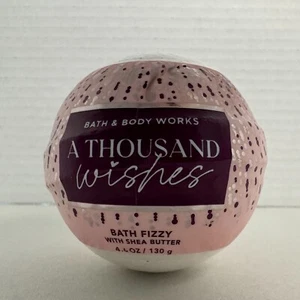 BATH & BODY WORKS
A THOUSAND
wishes
BATH FIZZY
WITH SHEA BUTTER
4.6 OZ / 130 g